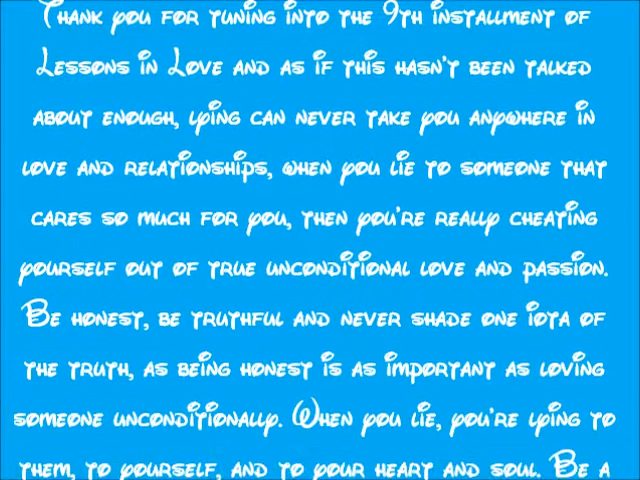 Thank you for tuning into the 9th installment of
Lessons in Love and as if this hasn't been talked
about enough, lying can never take you anywhere in
love and relationships, when you lie to someone that
cares so much for you, then you're really cheating
yourself out of true unconditional love and passion.
Be honest, be truthful and never shade one iota of
the truth, as being honest is as important as loving
someone unconditionally. When you lie, you're lying to
them, to yourself, and to your heart and soul. Be a